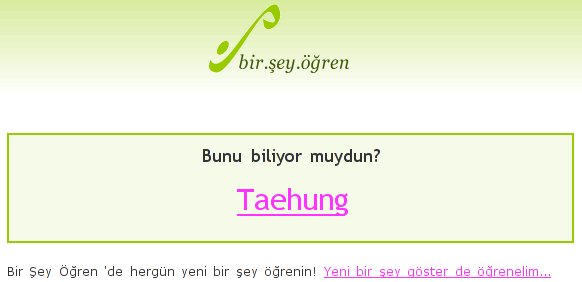 bir.şey.öğren
Bunu biliyor muydun?
Taehung
Bir Şey Öğren 'de hergün yeni bir şey öğrenin! Yeni bir şey göster de öğrenelim...